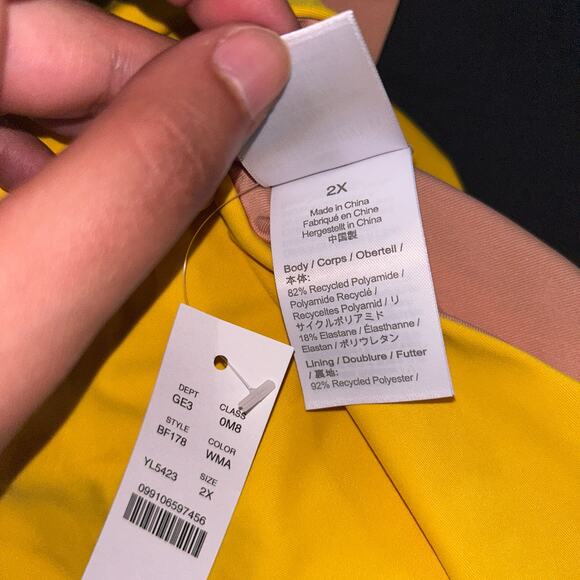 2X
Made in China
Fabriqué en Chine
Hergestellt in China
中国製
Body / Corps / Oberteil /
本体:
82% Recycled Polyamide /
Polyamide Recyclé /
Recyceltes Polyamid / リ
サイクルポリアミド
18% Elastane / Élasthanne /
Elastan / ポリウレタン
Lining / Doublure / Futter
/ 裏地:
92% Recycled Polyester /
DEPT CLASS
GE3 0M8
STYLE COLOR
BF178 WMA
YL5423 SIZE
2X
099106597456